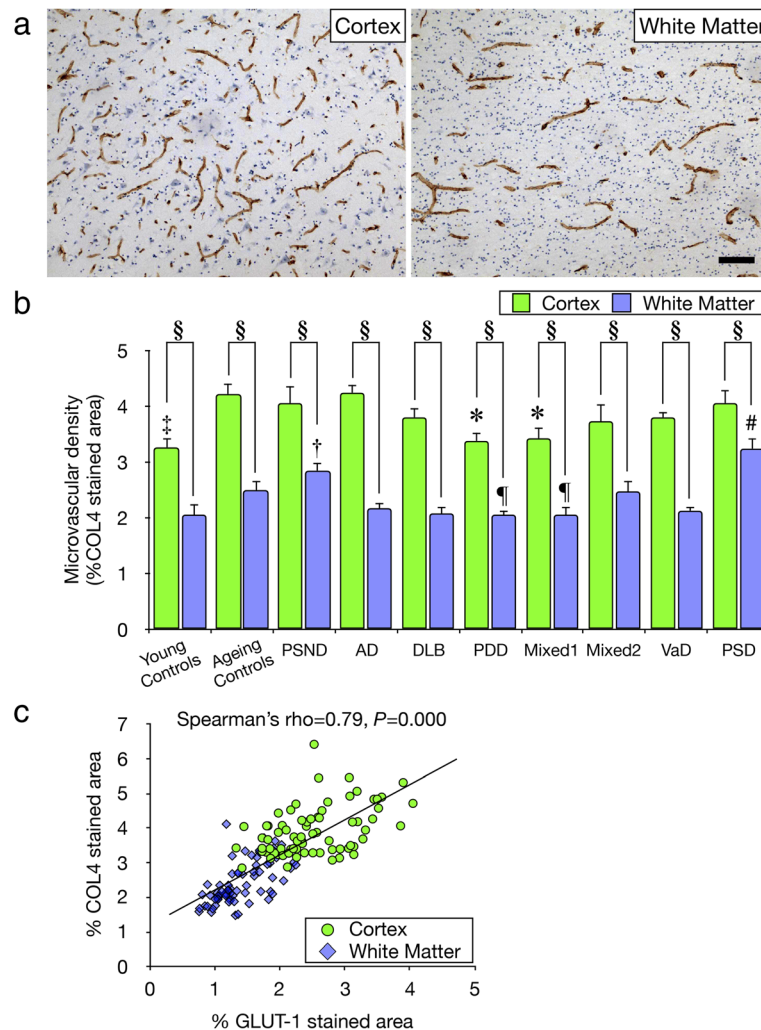 a
Cortex
White Matter
b
Cortex
White Matter
§ § § § § § § § § §
5
4
3
2
1
0
Microvascular density
(%COL4 stained area)
‡ † * ¶ * ¶ #
Young Controls
Ageing Controls
PSND
AD
DLB
PDD
Mixed1
Mixed2
VaD
PSD
c
Spearman's rho=0.79, P=0.000
7
6
5
4
3
2
1
0
% COL4 stained area
Cortex
White Matter
0 1 2 3 4 5
% GLUT-1 stained area